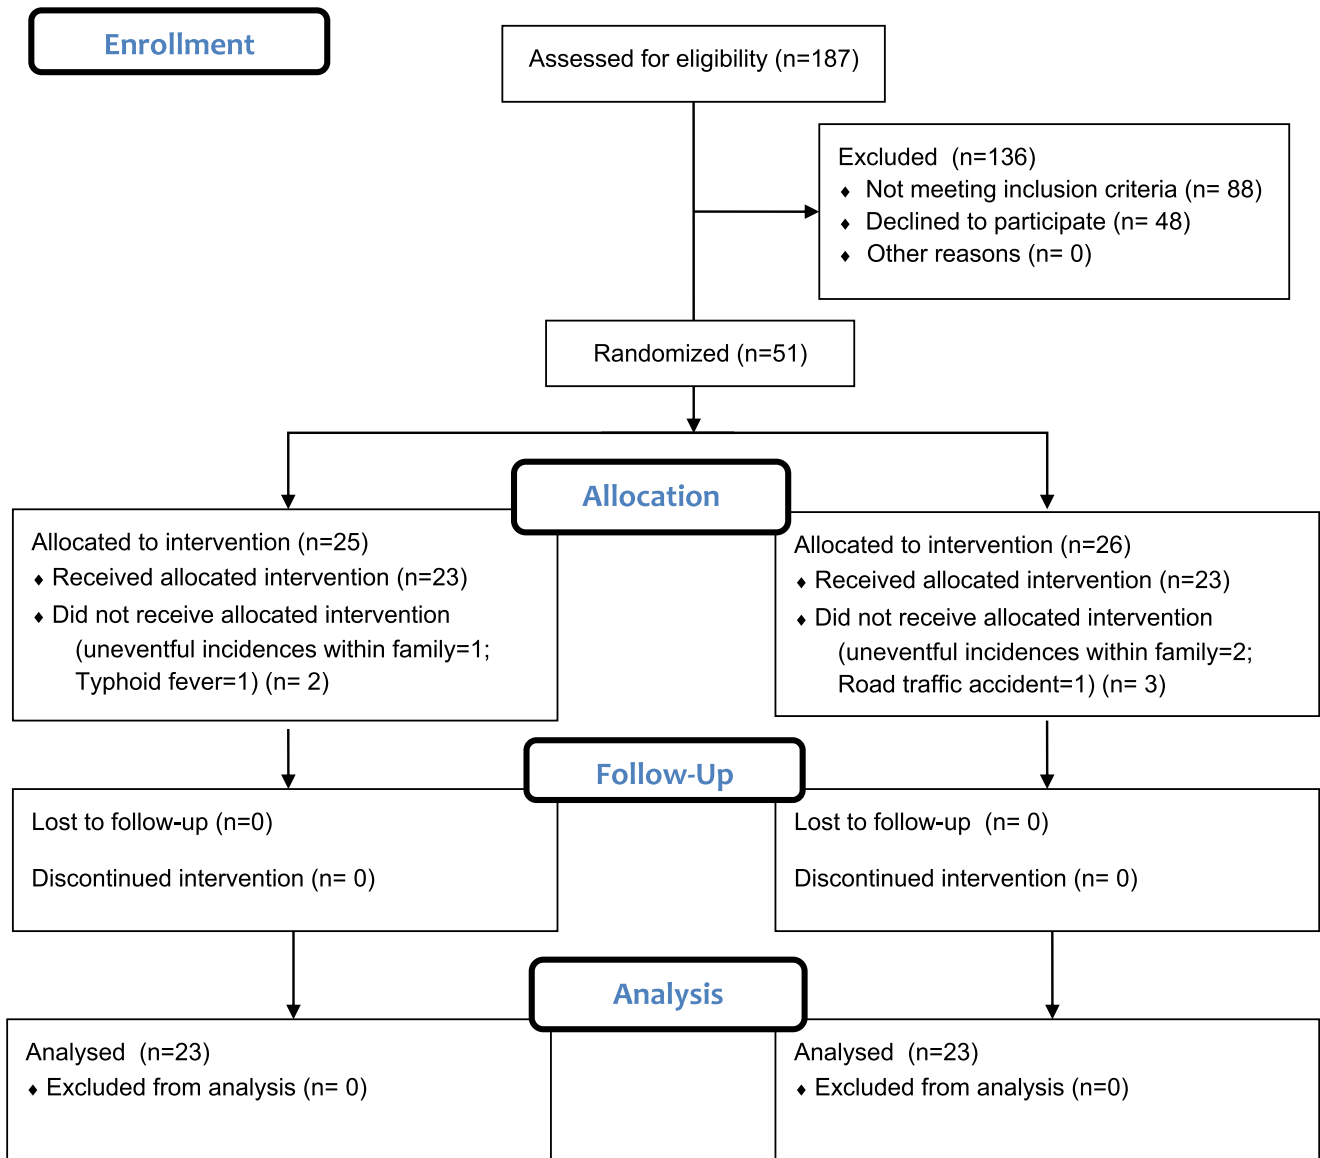 Enrollment
Assessed for eligibility (n=187)
Excluded (n=136)
♦ Not meeting inclusion criteria (n= 88)
♦ Declined to participate (n= 48)
♦ Other reasons (n= 0)
Randomized (n=51)
Allocation
Allocated to intervention (n=25)
♦ Received allocated intervention (n=23)
♦ Did not receive allocated intervention
(uneventful incidences within family=1;
Typhoid fever=1) (n= 2)
Allocated to intervention (n=26)
♦ Received allocated intervention (n=23)
♦ Did not receive allocated intervention
(uneventful incidences within family=2;
Road traffic accident=1) (n= 3)
Follow-Up
Lost to follow-up (n=0)
Discontinued intervention (n= 0)
Lost to follow-up (n= 0)
Discontinued intervention (n= 0)
Analysis
Analysed (n=23)
♦ Excluded from analysis (n= 0)
Analysed (n=23)
♦ Excluded from analysis (n=0)